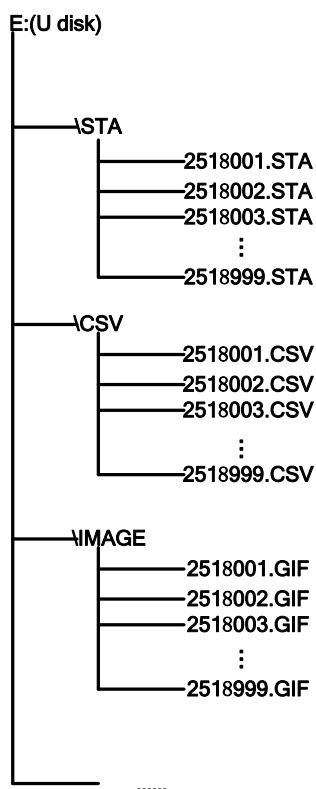 E:(U disk)
\STA
2518001.STA
2518002.STA
2518003.STA
⋮
2518999.STA
\CSV
2518001.CSV
2518002.CSV
2518003.CSV
⋮
2518999.CSV
\IMAGE
2518001.GIF
2518002.GIF
2518003.GIF
⋮
2518999.GIF
......